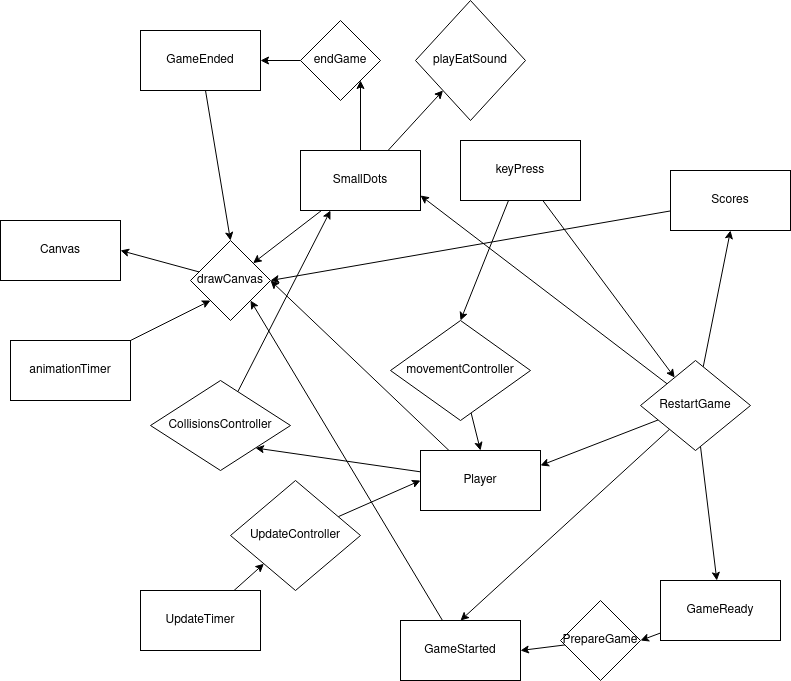 GameEnded
endGame
playEatSound
SmallDots
keyPress
Scores
Canvas
drawCanvas
animationTimer
movementController
RestartGame
CollisionsController
Player
UpdateController
UpdateTimer
GameReady
PrepareGame
GameStarted